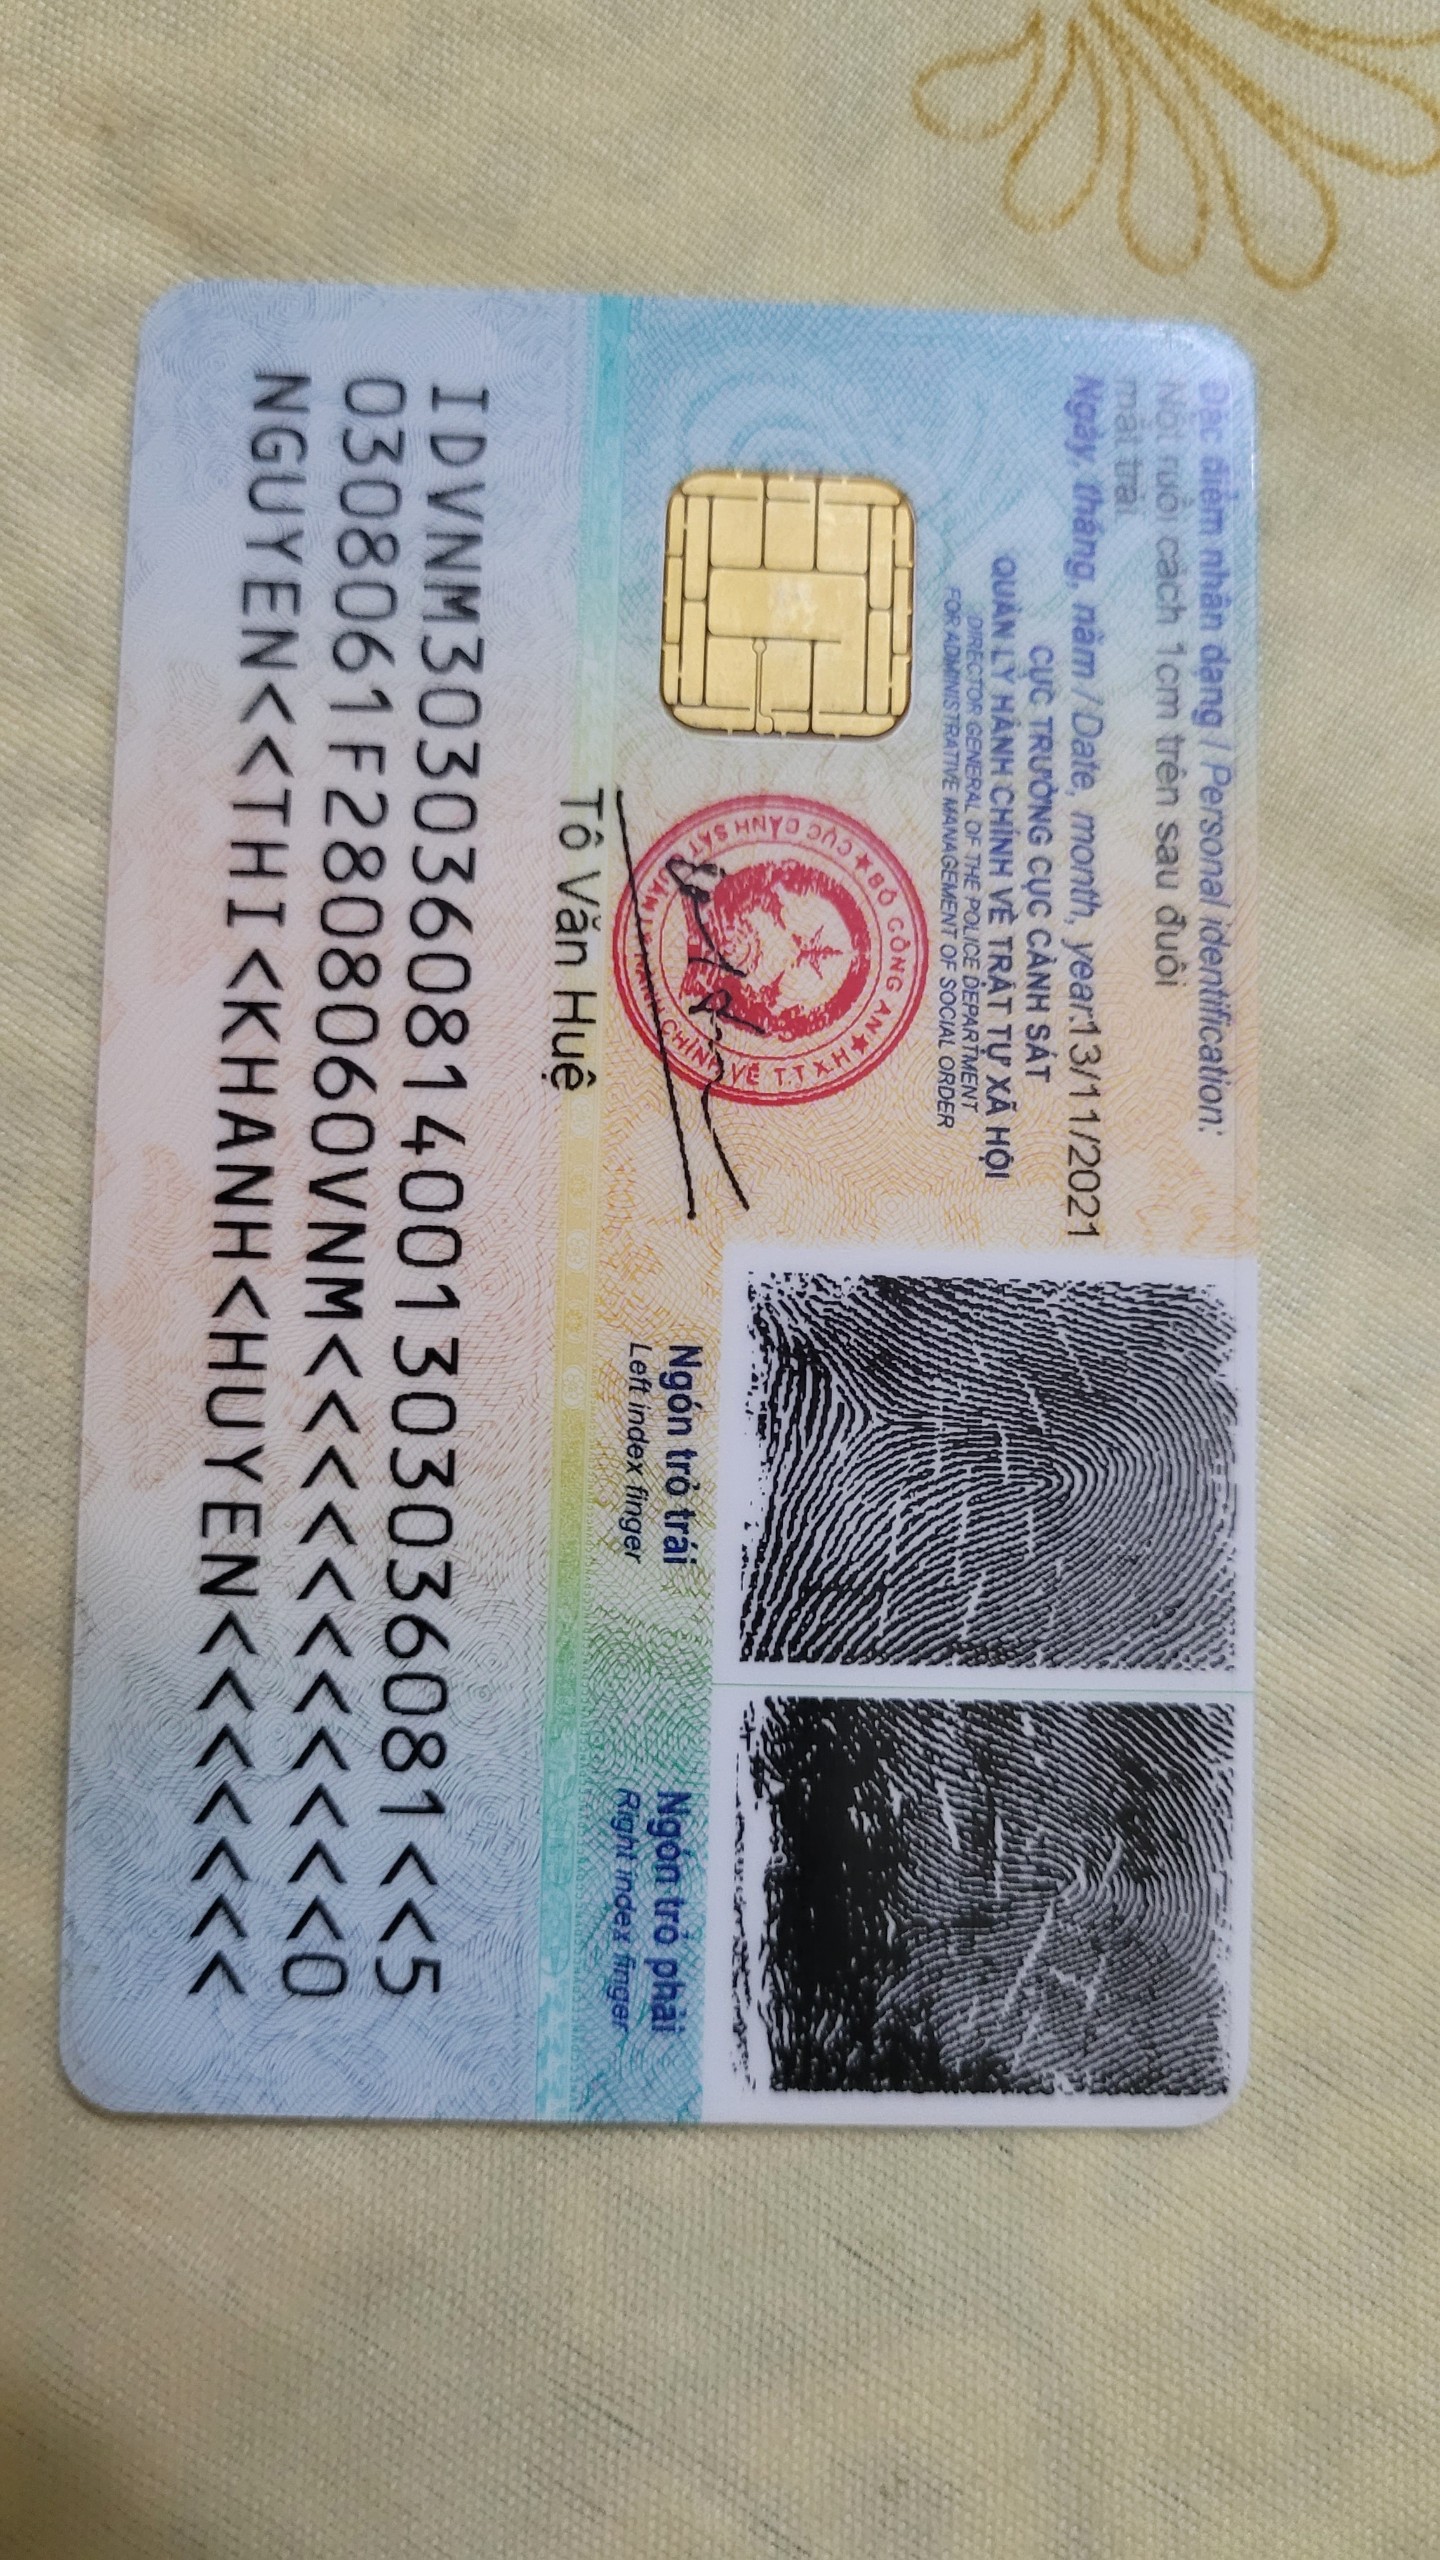 Đặc điểm nhân dạng / Personal identification:
Nốt ruồi cách 1cm trên sau đuôi
mắt trái
Ngày, tháng, năm / Date, month, year:13/11/2021
CỤC TRƯỞNG CỤC CẢNH SÁT
QUẢN LÝ HÀNH CHÍNH VỀ TRẬT TỰ XÃ HỘI
DIRECTOR GENERAL OF THE POLICE DEPARTMENT
FOR ADMINISTRATIVE MANAGEMENT OF SOCIAL ORDER
BỘ CÔNG AN
CỤC CẢNH SÁT QUẢN LÝ HÀNH CHÍNH VỀ T.T.X.H
Tô Văn Huệ
Ngón trỏ trái
Left index finger
Ngón trỏ phải
Right index finger
IDVNM3030360814001303036081<<5
0308061F2808060VNM<<<<<<<<<<<0
NGUYEN<<THI<KHANH<HUYEN<<<<<<<